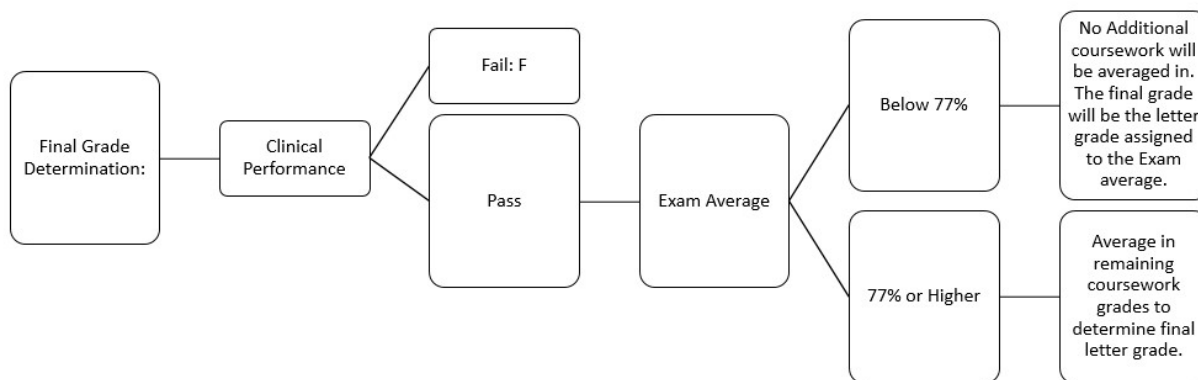 Final Grade
Determination:
Clinical
Performance
Fail: F
Pass
Exam Average
Below 77%
No Additional
coursework will
be averaged in.
The final grade
will be the letter
grade assigned
to the Exam
average.
77% or Higher
Average in
remaining
coursework
grades to
determine final
letter grade.